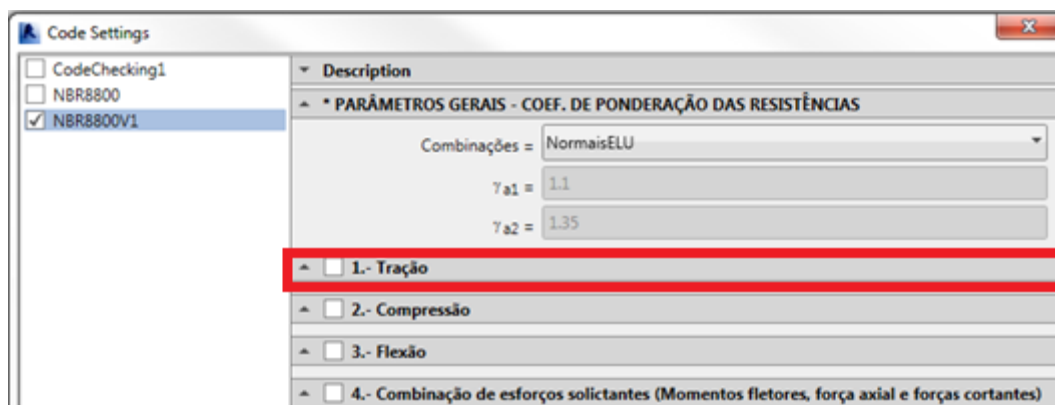 Code Settings
CodeChecking1
NBR8800
NBR8800V1
Description
* PARÂMETROS GERAIS - COEF. DE PONDERAÇÃO DAS RESISTÊNCIAS
Combinações = NormaisELU
γa1 = 1.1
γa2 = 1.35
1.- Tração
2.- Compressão
3.- Flexão
4.- Combinação de esforços solictantes (Momentos fletores, força axial e forças cortantes)